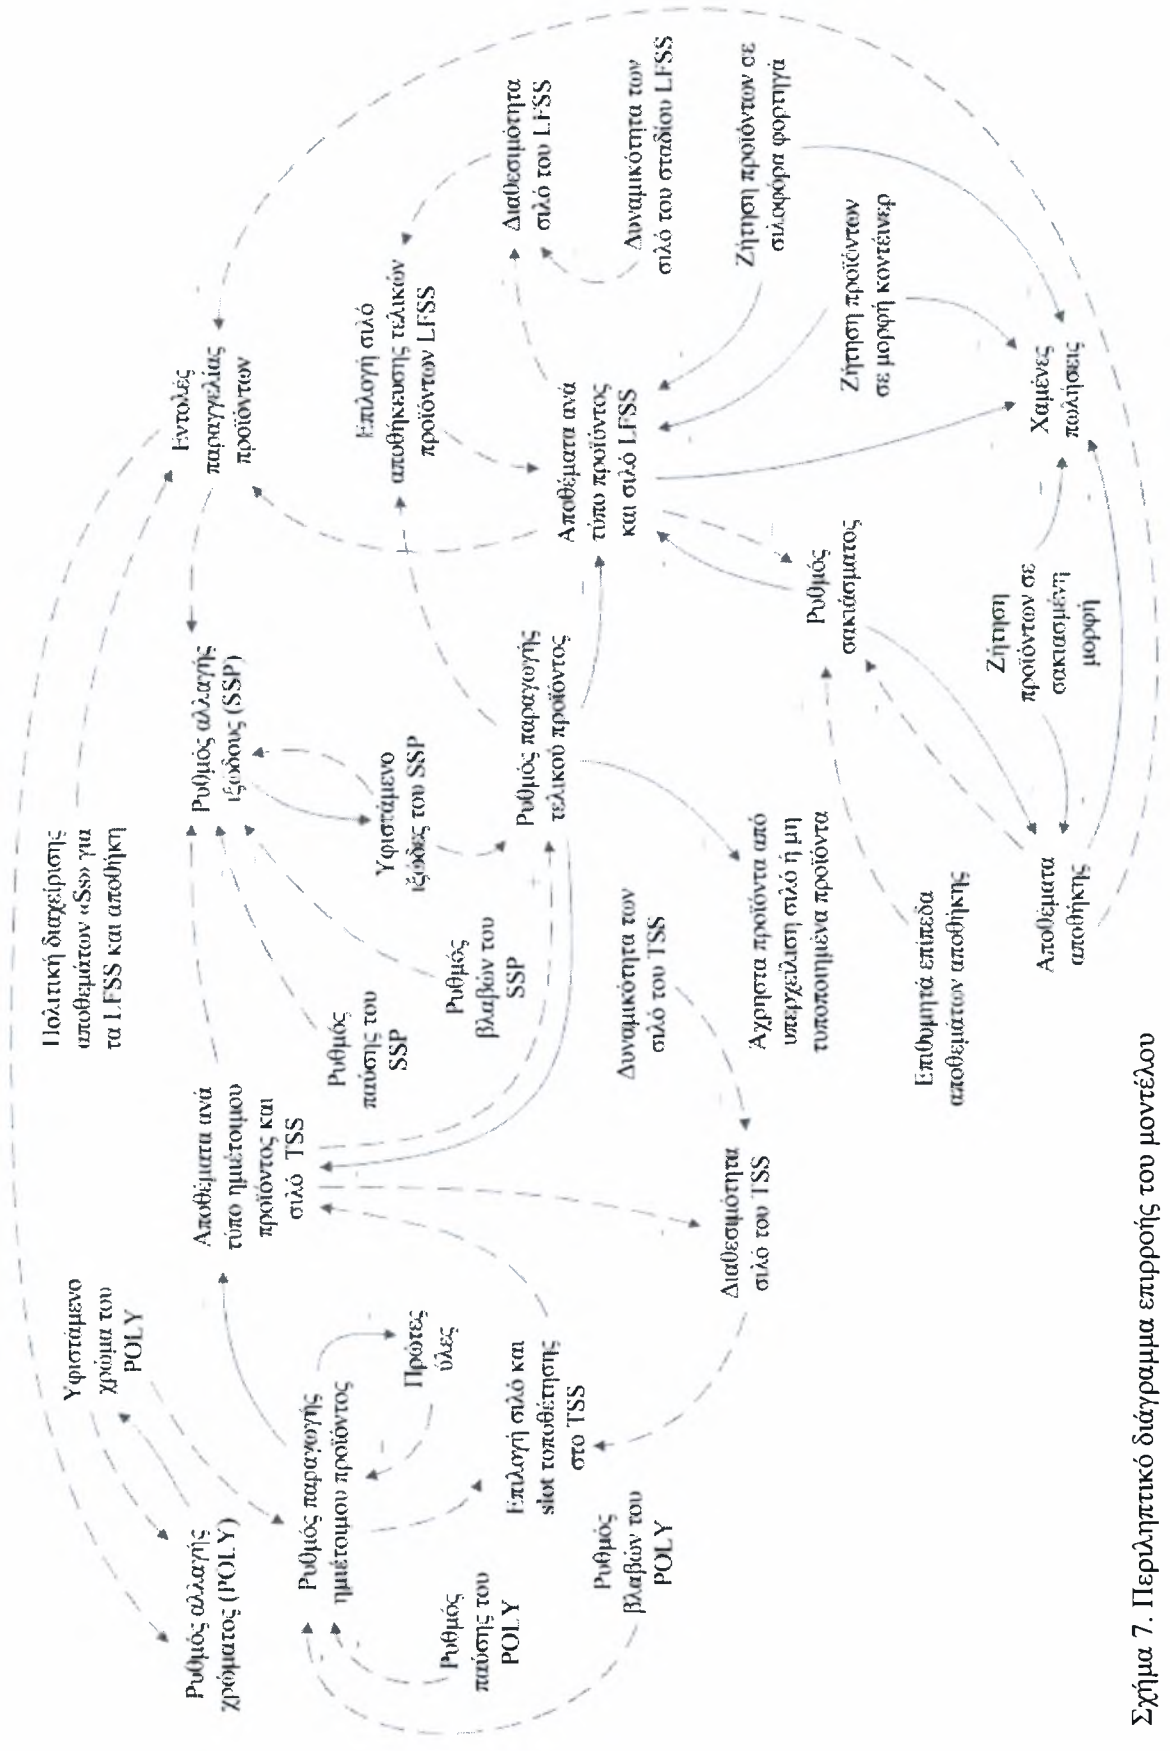 Υφιστάμενο
χρώμα του
POLY
Ρυθμός αλλαγής
χρώματος (POLY)
Ρυθμός παραγωγής
ημιέτοιμου προϊόντος
Πρώτες
ύλες
Ρυθμός
παύσης του
POLY
Επιλογή σιλό και
slot τοποθέτησης
στο TSS
Ρυθμός
βλαβών του
POLY
Αποθέματα ανά
τύπο ημιέτοιμου
προϊόντος και
σιλό TSS
Διαθεσιμότητα
σιλό του TSS
Δυναμικότητα των
σιλό του TSS
Πολιτική διαχείρισης
αποθεμάτων «Ss» για
τα LFSS και αποθήκη
Ρυθμός
παύσης του
SSP
Ρυθμός
βλαβών του
SSP
Ρυθμός αλλαγής
ιξώδους (SSP)
Υφιστάμενο
ιξώδες του SSP
Ρυθμός παραγωγής
τελικού προϊόντος
Άχρηστα προϊόντα από
υπερχείλιση σιλό ή μη
τυποποιημένα προϊόντα
Εντολές
παραγγελίας
προϊόντων
Επιλογή σιλό
αποθήκευσης τελικών
προϊόντων LFSS
Διαθεσιμότητα
σιλό του LFSS
Δυναμικότητα των
σιλό του σταδίου LFSS
Αποθέματα ανά
τύπο προϊόντος
και σιλό LFSS
Ζήτηση προϊόντων σε
σιλοφόρα φορτηγά
Ζήτηση προϊόντων
σε μορφή κοντέινερ
Ρυθμός
σακιάσματος
Χαμένες
πωλήσεις
Ζήτηση
προϊόντων σε
σακιασμένη
μορφή
Επιθυμητά επίπεδα
αποθεμάτων αποθήκης
Αποθέματα
αποθήκης
Σχήμα 7. Περιληπτικό διάγραμμα επιρροής του μοντέλου